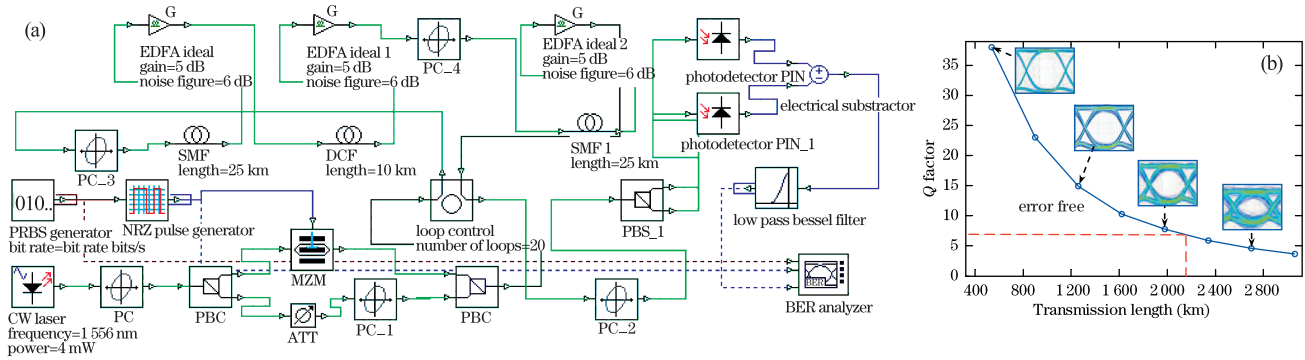 (a)
G
EDFA ideal
gain=5 dB
noise figure=6 dB
G
EDFA ideal 1
gain=5 dB
noise figure=6 dB
PC_4
G
EDFA ideal 2
gain=5 dB
noise figure=6 dB
photodetector PIN
electrical substractor
photodetector PIN_1
PC_3
SMF
length=25 km
DCF
length=10 km
SMF 1
length=25 km
010..
PRBS generator
bit rate=bit rate bits/s
NRZ pulse generator
loop control
number of loops=20
PBS_1
low pass bessel filter
MZM
CW laser
frequency=1 556 nm
power=4 mW
PC
PBC
ATT
PC_1
PBC
PC_2
BER
BER analyzer
(b)
Q factor
35
30
25
20
15
10
5
0
error free
400
800
1 200
1 600
2 000
2 400
2 800
Transmission length (km)